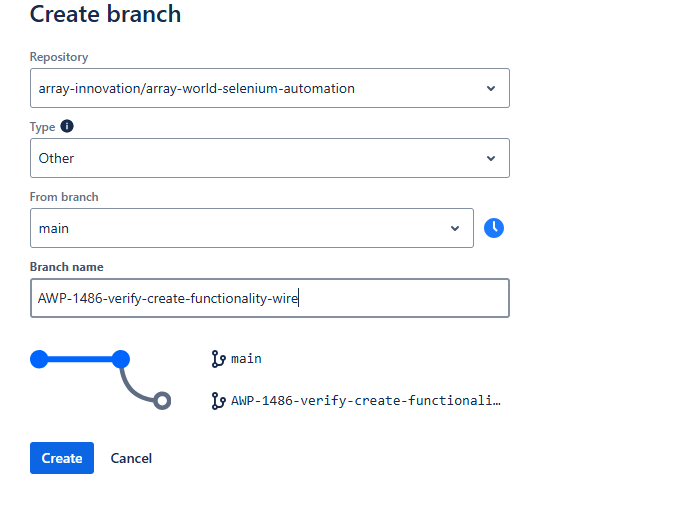 Create branch
Repository
array-innovation/array-world-selenium-automation
Type
Other
From branch
main
Branch name
AWP-1486-verify-create-functionality-wire
main
AWP-1486-verify-create-functionali…
Create Cancel